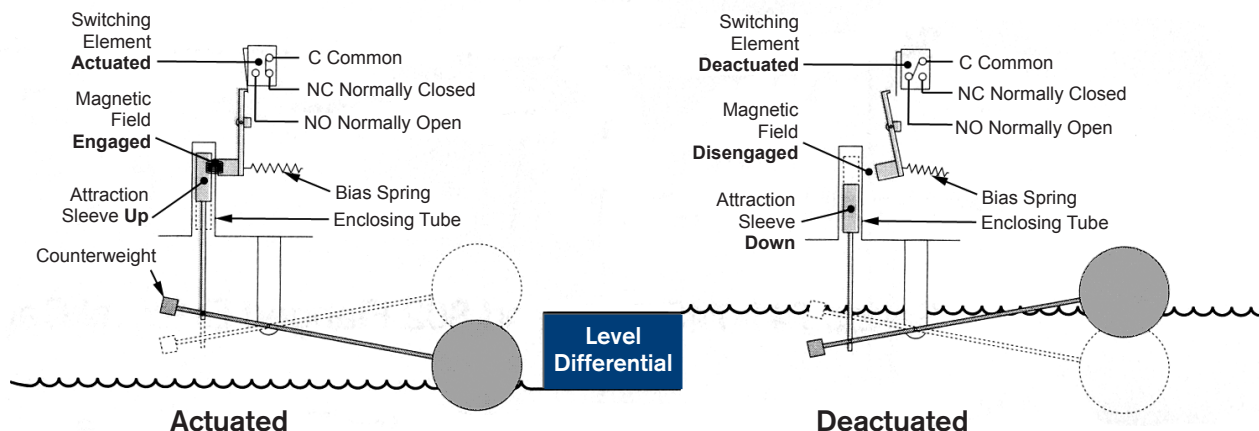 Switching
Element
Actuated
C Common
NC Normally Closed
Magnetic
Field
Engaged
NO Normally Open
Attraction
Sleeve Up
Bias Spring
Enclosing Tube
Counterweight
Actuated
Level
Differential
Switching
Element
Deactuated
C Common
NC Normally Closed
Magnetic
Field
Disengaged
NO Normally Open
Bias Spring
Attraction
Sleeve
Down
Enclosing Tube
Deactuated